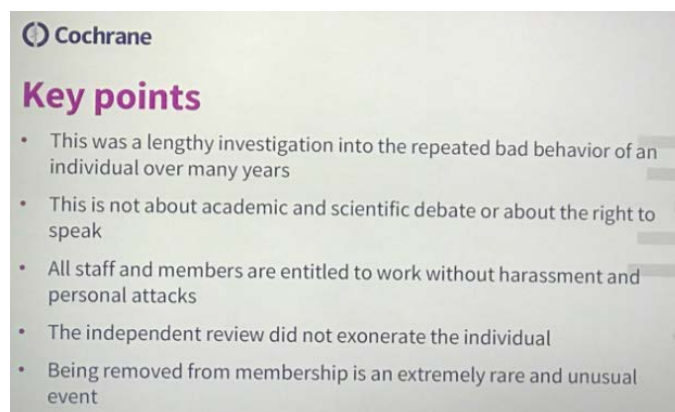 Cochrane
Key points
• This was a lengthy investigation into the repeated bad behavior of an
individual over many years
• This is not about academic and scientific debate or about the right to
speak
• All staff and members are entitled to work without harassment and
personal attacks
• The independent review did not exonerate the individual
• Being removed from membership is an extremely rare and unusual
event